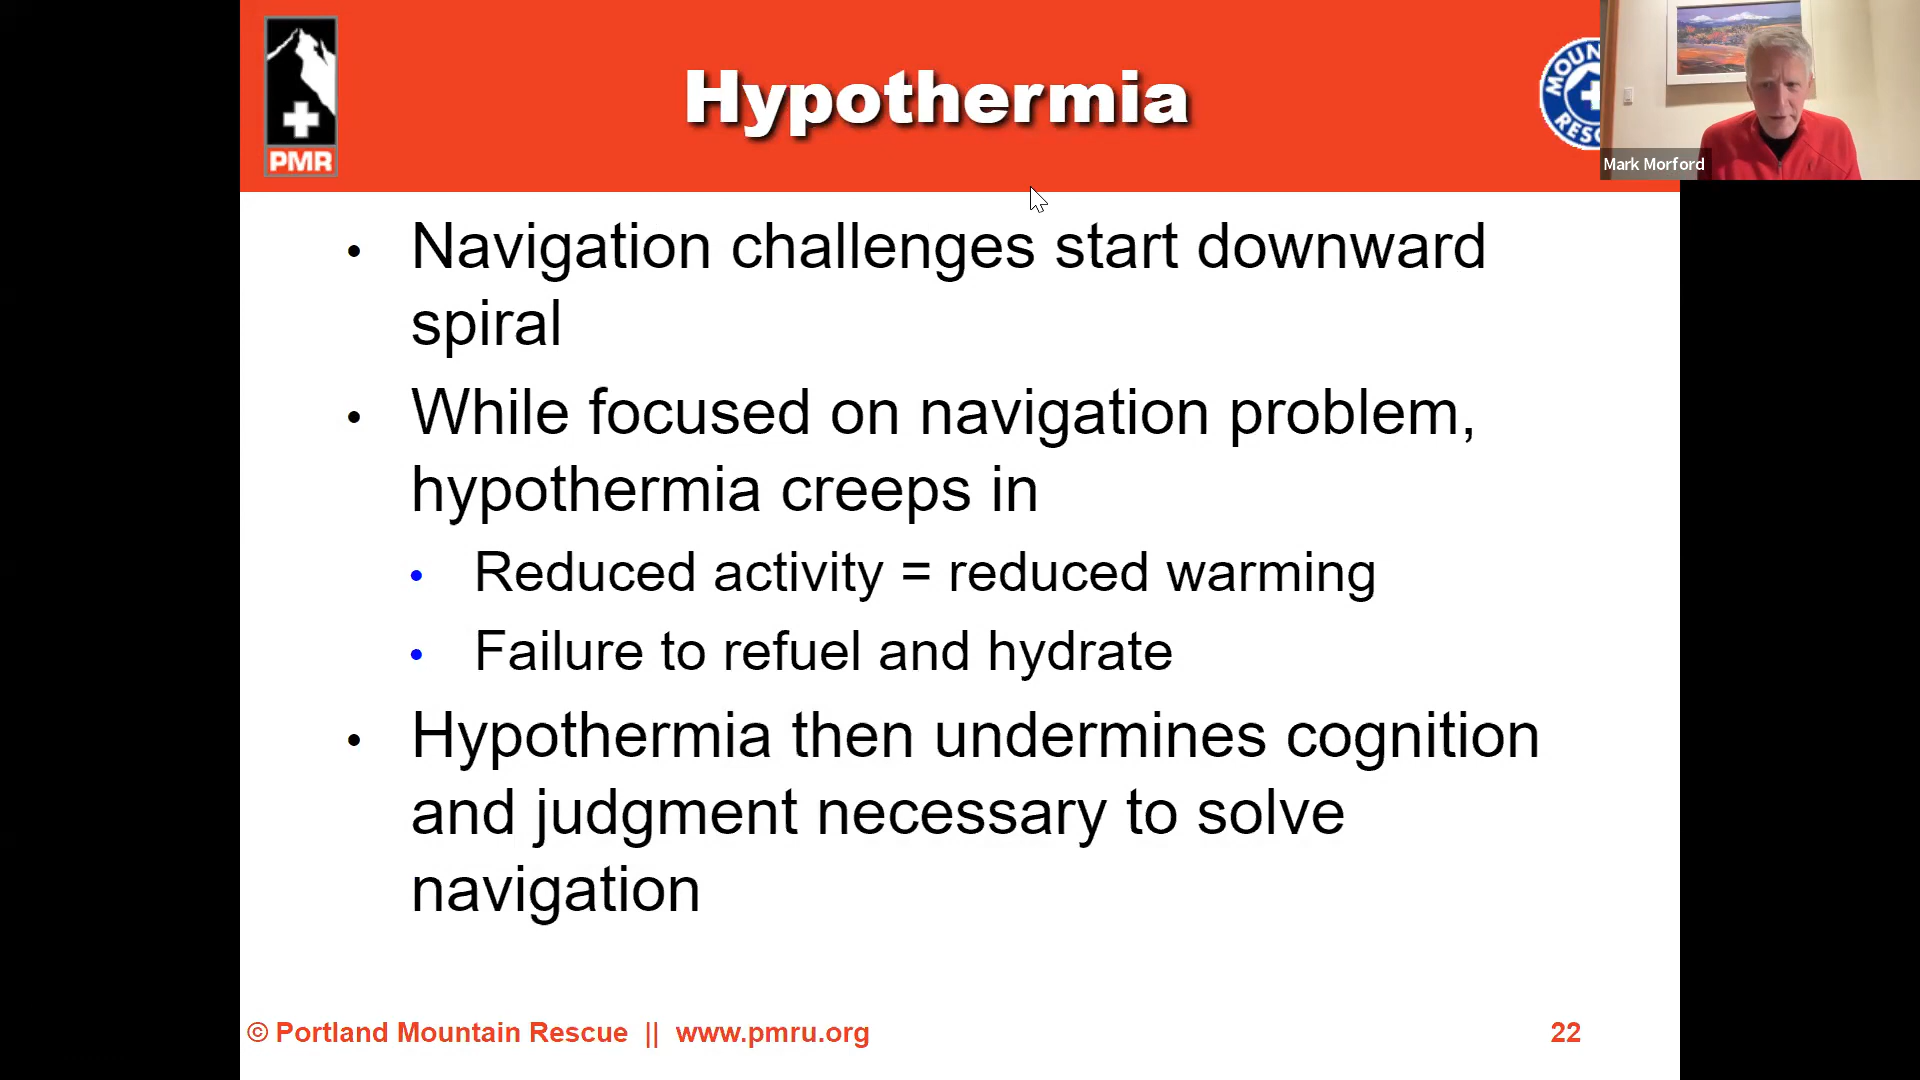 Hypothermia
PMR
MOUN
RESC
Mark Morford
• Navigation challenges start downward
spiral
• While focused on navigation problem,
hypothermia creeps in
• Reduced activity = reduced warming
• Failure to refuel and hydrate
• Hypothermia then undermines cognition
and judgment necessary to solve
navigation
© Portland Mountain Rescue || www.pmru.org
22